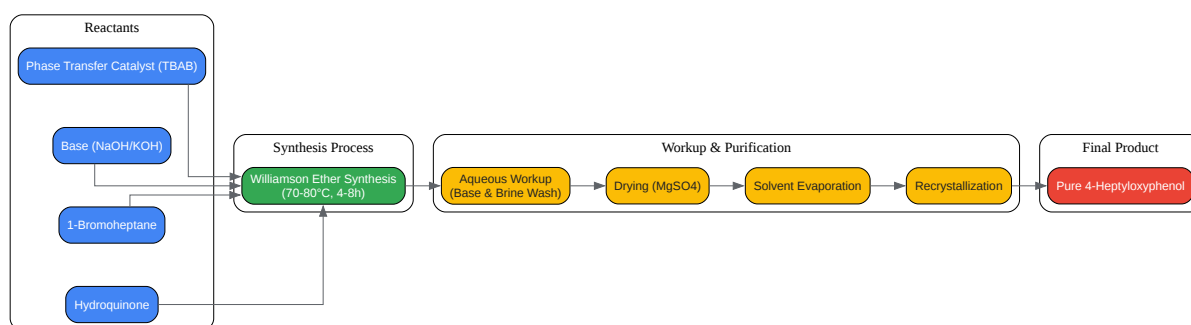 Reactants
Phase Transfer Catalyst (TBAB)
Base (NaOH/KOH)
1-Bromoheptane
Hydroquinone
Synthesis Process
Williamson Ether Synthesis
(70-80°C, 4-8h)
Workup & Purification
Aqueous Workup
(Base & Brine Wash)
Drying (MgSO4)
Solvent Evaporation
Recrystallization
Final Product
Pure 4-Heptyloxyphenol